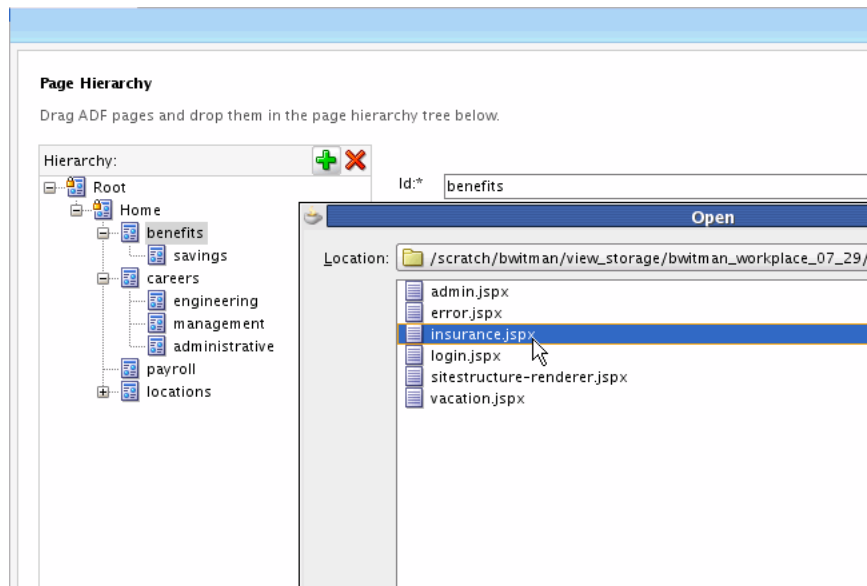 Page Hierarchy
Drag ADF pages and drop them in the page hierarchy tree below.
Hierarchy:
Root
Home
benefits
savings
careers
engineering
management
administrative
payroll
locations
Id:* benefits
Open
Location: /scratch/bwitman/view_storage/bwitman_workplace_07_29/
admin.jspx
error.jspx
insurance.jspx
login.jspx
sitestructure-renderer.jspx
vacation.jspx